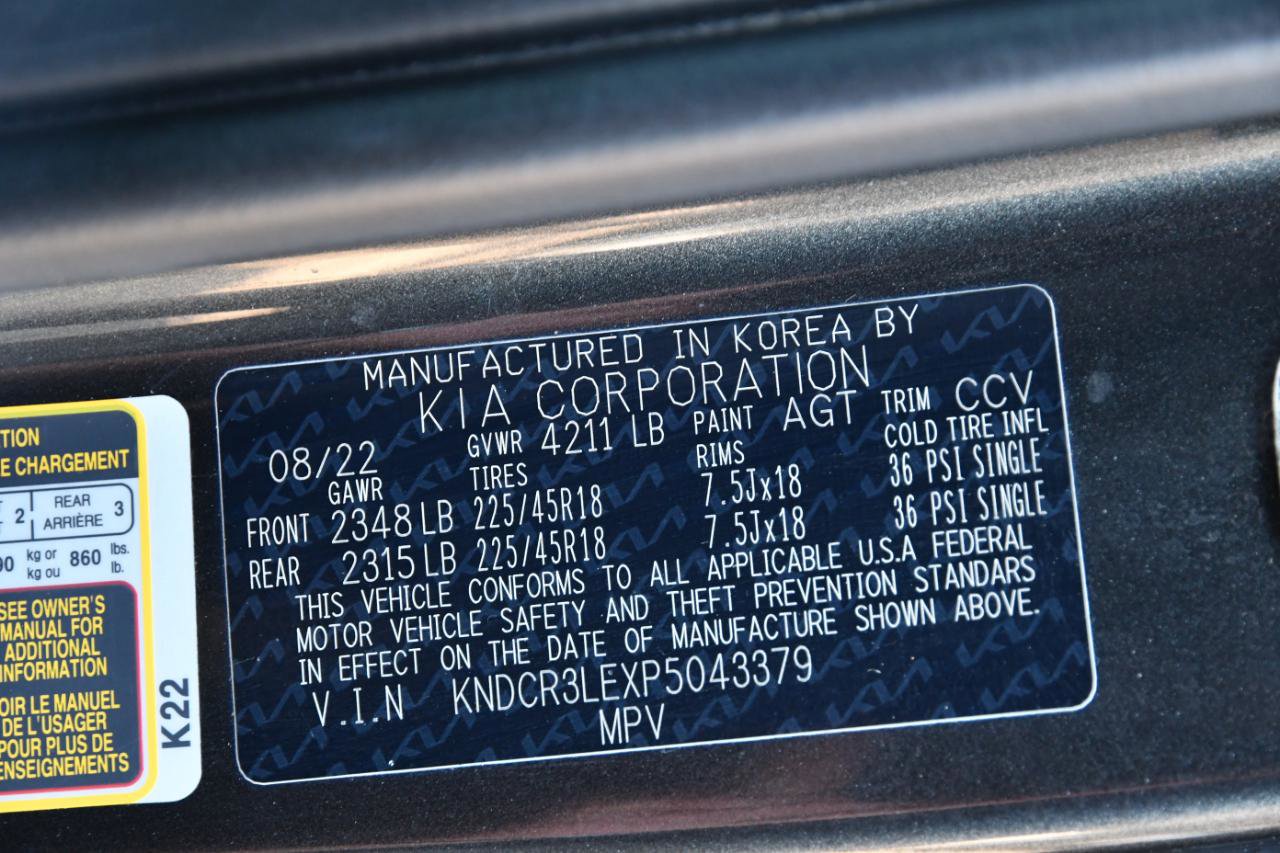 TION
E CHARGEMENT
2 REAR
ARRIÈRE 3
90 kg or
kg ou 860 lbs.
lb.
SEE OWNER'S
MANUAL FOR
ADDITIONAL
INFORMATION
OIR LE MANUEL
DE L'USAGER
POUR PLUS DE
ENSEIGNEMENTS
K22
MANUFACTURED IN KOREA BY
KIA CORPORATION
08/22 GVWR 4211 LB PAINT AGT TRIM CCV
GAWR TIRES RIMS COLD TIRE INFL
FRONT 2348 LB 225/45R18 7.5Jx18 36 PSI SINGLE
REAR 2315 LB 225/45R18 7.5Jx18 36 PSI SINGLE
THIS VEHICLE CONFORMS TO ALL APPLICABLE U.S.A FEDERAL
MOTOR VEHICLE SAFETY AND THEFT PREVENTION STANDARS
IN EFFECT ON THE DATE OF MANUFACTURE SHOWN ABOVE.
V.I.N KNDCR3LEXP5043379
MPV